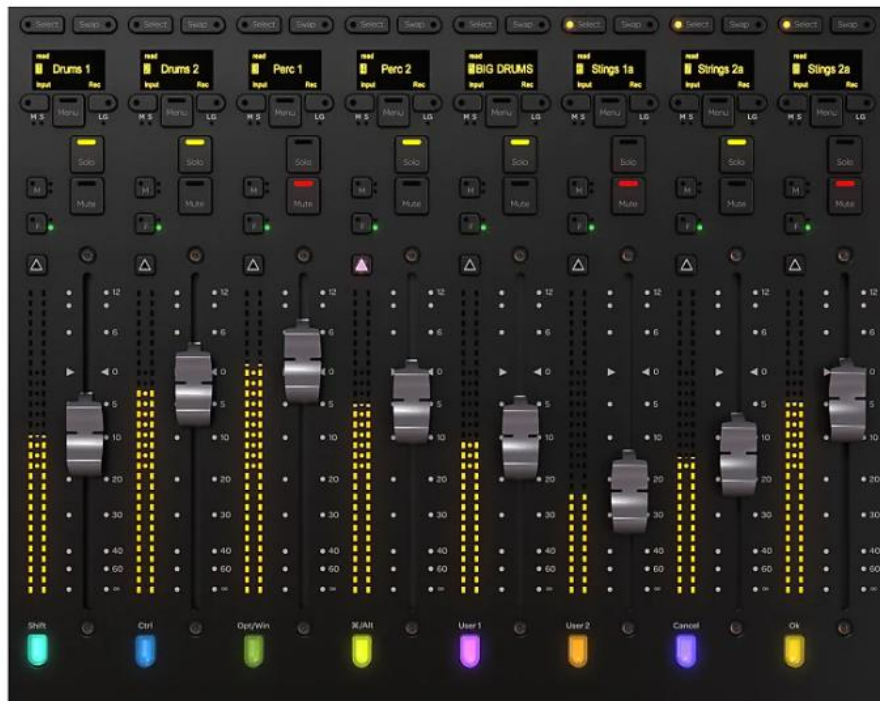 Select Swap Select Swap Select Swap Select Swap Select Swap Select Swap Select Swap Select Swap
read read read read read read read read
Drums 1 Drums 2 Perc 1 Perc 2 BIG DRUMS Stings 1a Strings 2a Stings 2a
Input Rec Input Rec Input Rec Input Rec Input Rec Input Rec Input Rec Input Rec
M S Menu LG M S Menu LG M S Menu LG M S Menu LG M S Menu LG M S Menu LG M S Menu LG M S Menu LG
Solo Solo Solo Solo Solo Solo Solo Solo
M Mute M Mute M Mute M Mute M Mute M Mute M Mute M Mute
F F F F F F F F
12 12 12 12 12 12 12
6 6 6 6 6 6 6
0 0 0 0 0 0 0
5 5 5 5 5 5 5
10 10 10 10 10 10 10
20 20 20 20 20 20 20
30 30 30 30 30 30 30
40 40 40 40 40 40 40
60 60 60 60 60 60 60
∞ ∞ ∞ ∞ ∞ ∞ ∞
Shift Ctrl Opt/Win ⌘/Alt User 1 User 2 Cancel Ok